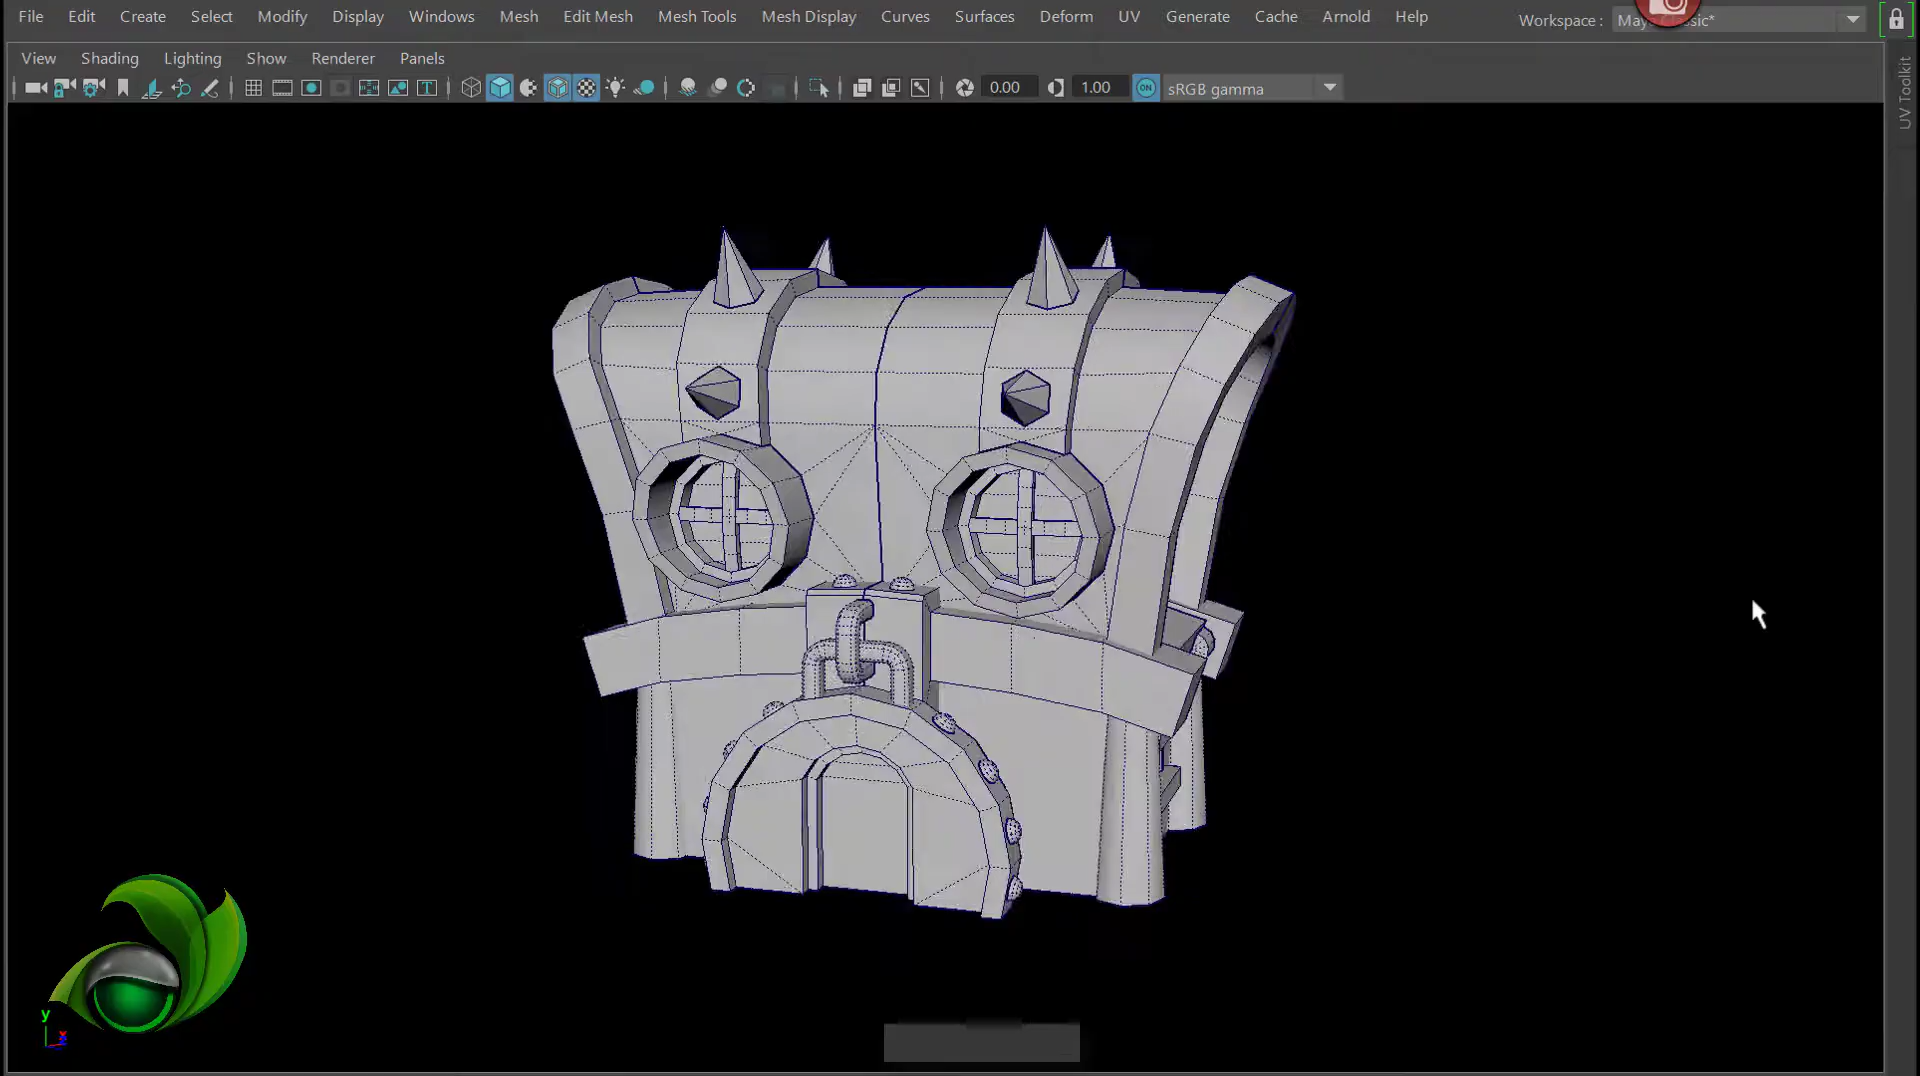 File Edit Create Select Modify Display Windows Mesh Edit Mesh Mesh Tools Mesh Display Curves Surfaces Deform UV Generate Cache Arnold Help
Workspace :
View Shading Lighting Show Renderer Panels
0.00 1.00 ON sRGB gamma
UV Toolkit
y
x